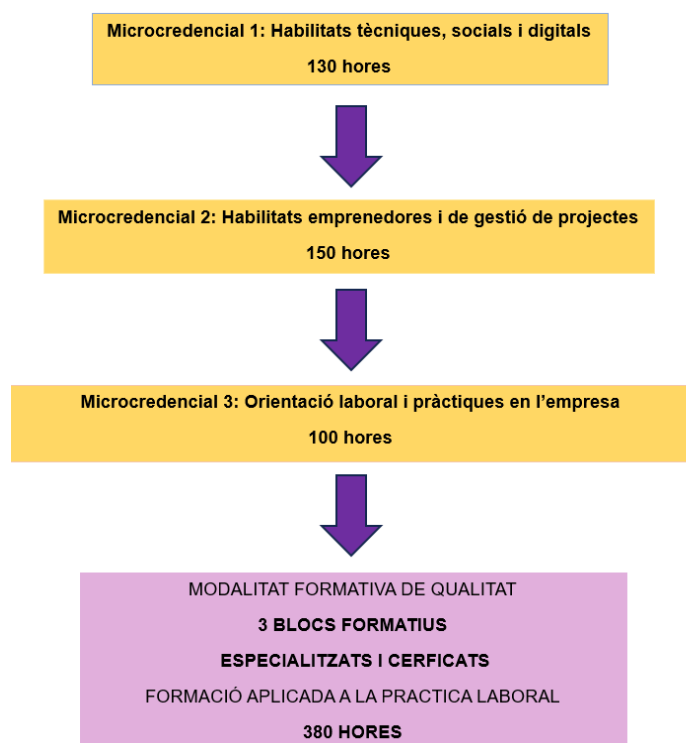 Microcredencial 1: Habilitats tècniques, socials i digitals
130 hores
Microcredencial 2: Habilitats emprenedores i de gestió de projectes
150 hores
Microcredencial 3: Orientació laboral i pràctiques en l’empresa
100 hores
MODALITAT FORMATIVA DE QUALITAT
3 BLOCS FORMATIUS
ESPECIALITZATS I CERFICATS
FORMACIÓ APLICADA A LA PRACTICA LABORAL
380 HORES